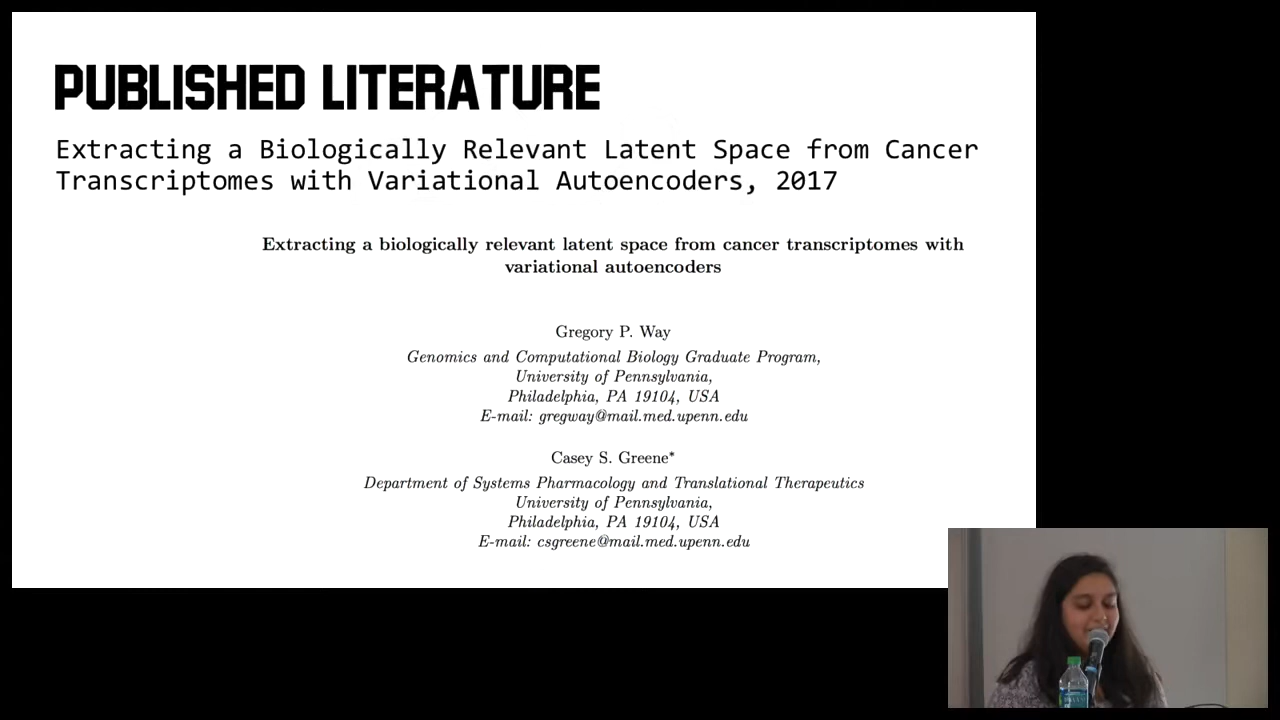 PUBLISHED LITERATURE
Extracting a Biologically Relevant Latent Space from Cancer
Transcriptomes with Variational Autoencoders, 2017
Extracting a biologically relevant latent space from cancer transcriptomes with
variational autoencoders
Gregory P. Way
Genomics and Computational Biology Graduate Program,
University of Pennsylvania,
Philadelphia, PA 19104, USA
E-mail: gregway@mail.med.upenn.edu
Casey S. Greene*
Department of Systems Pharmacology and Translational Therapeutics
University of Pennsylvania,
Philadelphia, PA 19104, USA
E-mail: csgreene@mail.med.upenn.edu